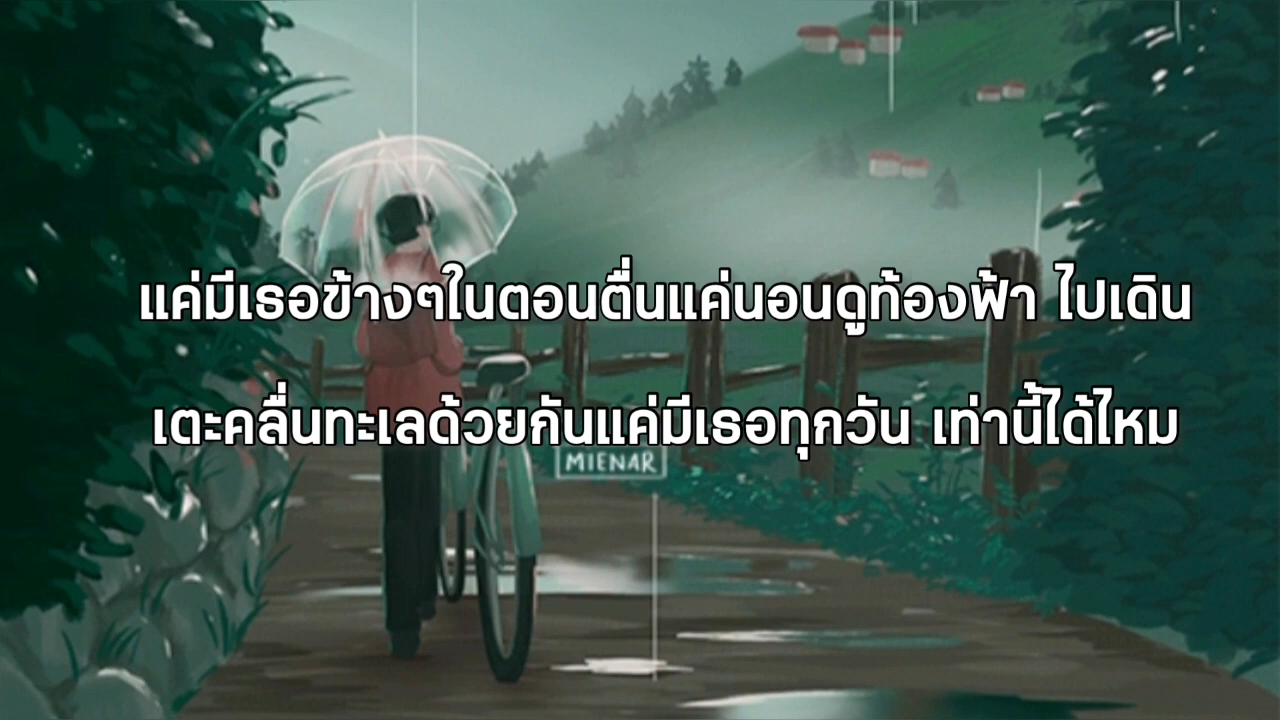 แค่มีเธอข้างๆในตอนตื่นแค่นอนดูท้องฟ้า ไปเดิน
เตะคลื่นทะเลด้วยกันแค่มีเธอทุกวัน เท่านี้ได้ไหม
MIENAR